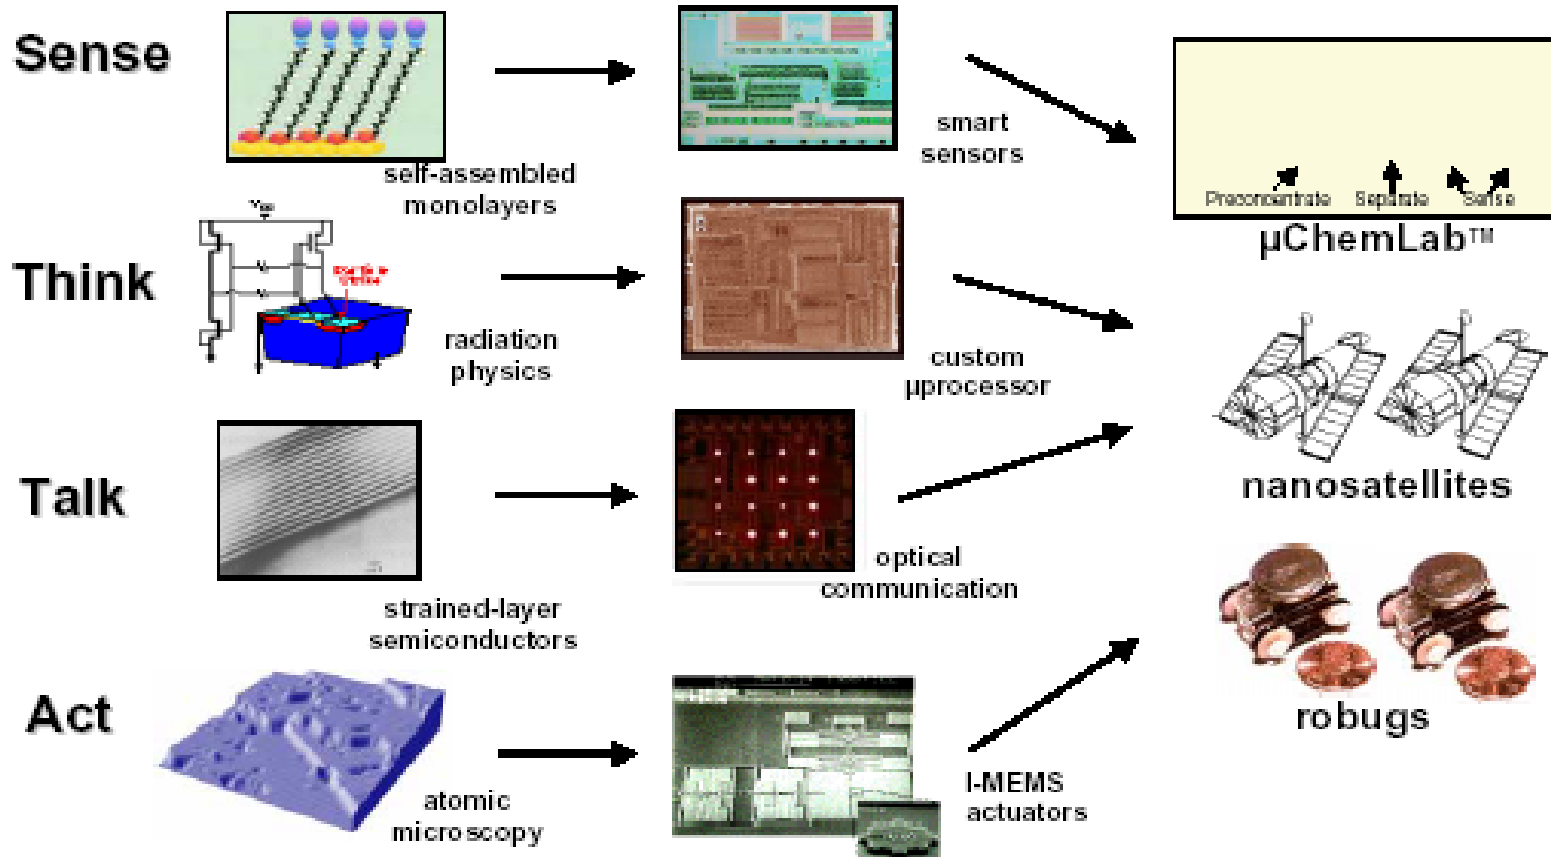 Sense
self-assembled
monolayers
smart
sensors
Preconcentrate Separate Sense
µChemLab™
Think
radiation
physics
custom
µprocessor
nanosatellites
Talk
strained-layer
semiconductors
optical
communication
robugs
Act
atomic
microscopy
I-MEMS
actuators